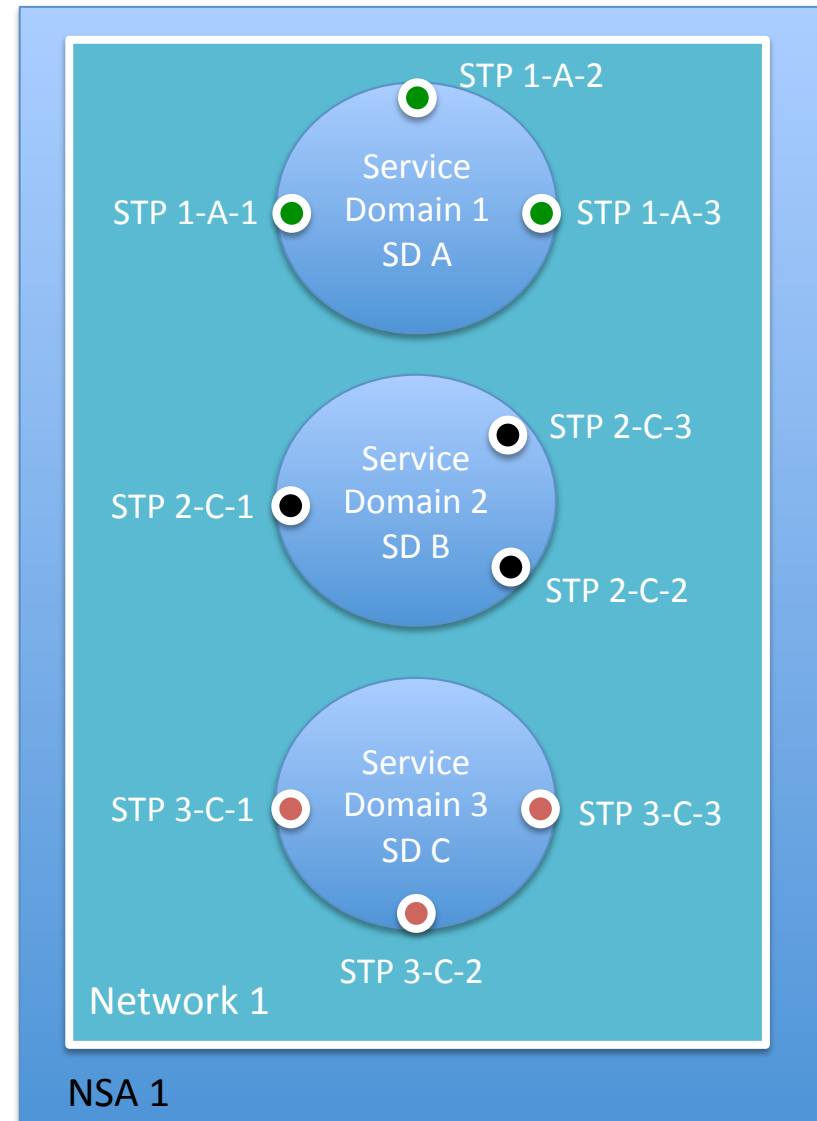 STP 1-A-2
Service
Domain 1
SD A
STP 1-A-1
STP 1-A-3
STP 2-C-3
Service
Domain 2
SD B
STP 2-C-1
STP 2-C-2
Service
Domain 3
SD C
STP 3-C-1
STP 3-C-3
STP 3-C-2
Network 1
NSA 1